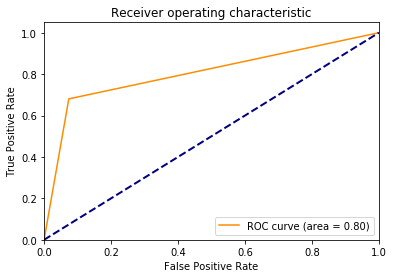 Receiver operating characteristic
1.0
0.8
0.6
0.4
0.2
0.0
True Positive Rate
ROC curve (area = 0.80)
0.0 0.2 0.4 0.6 0.8 1.0
False Positive Rate